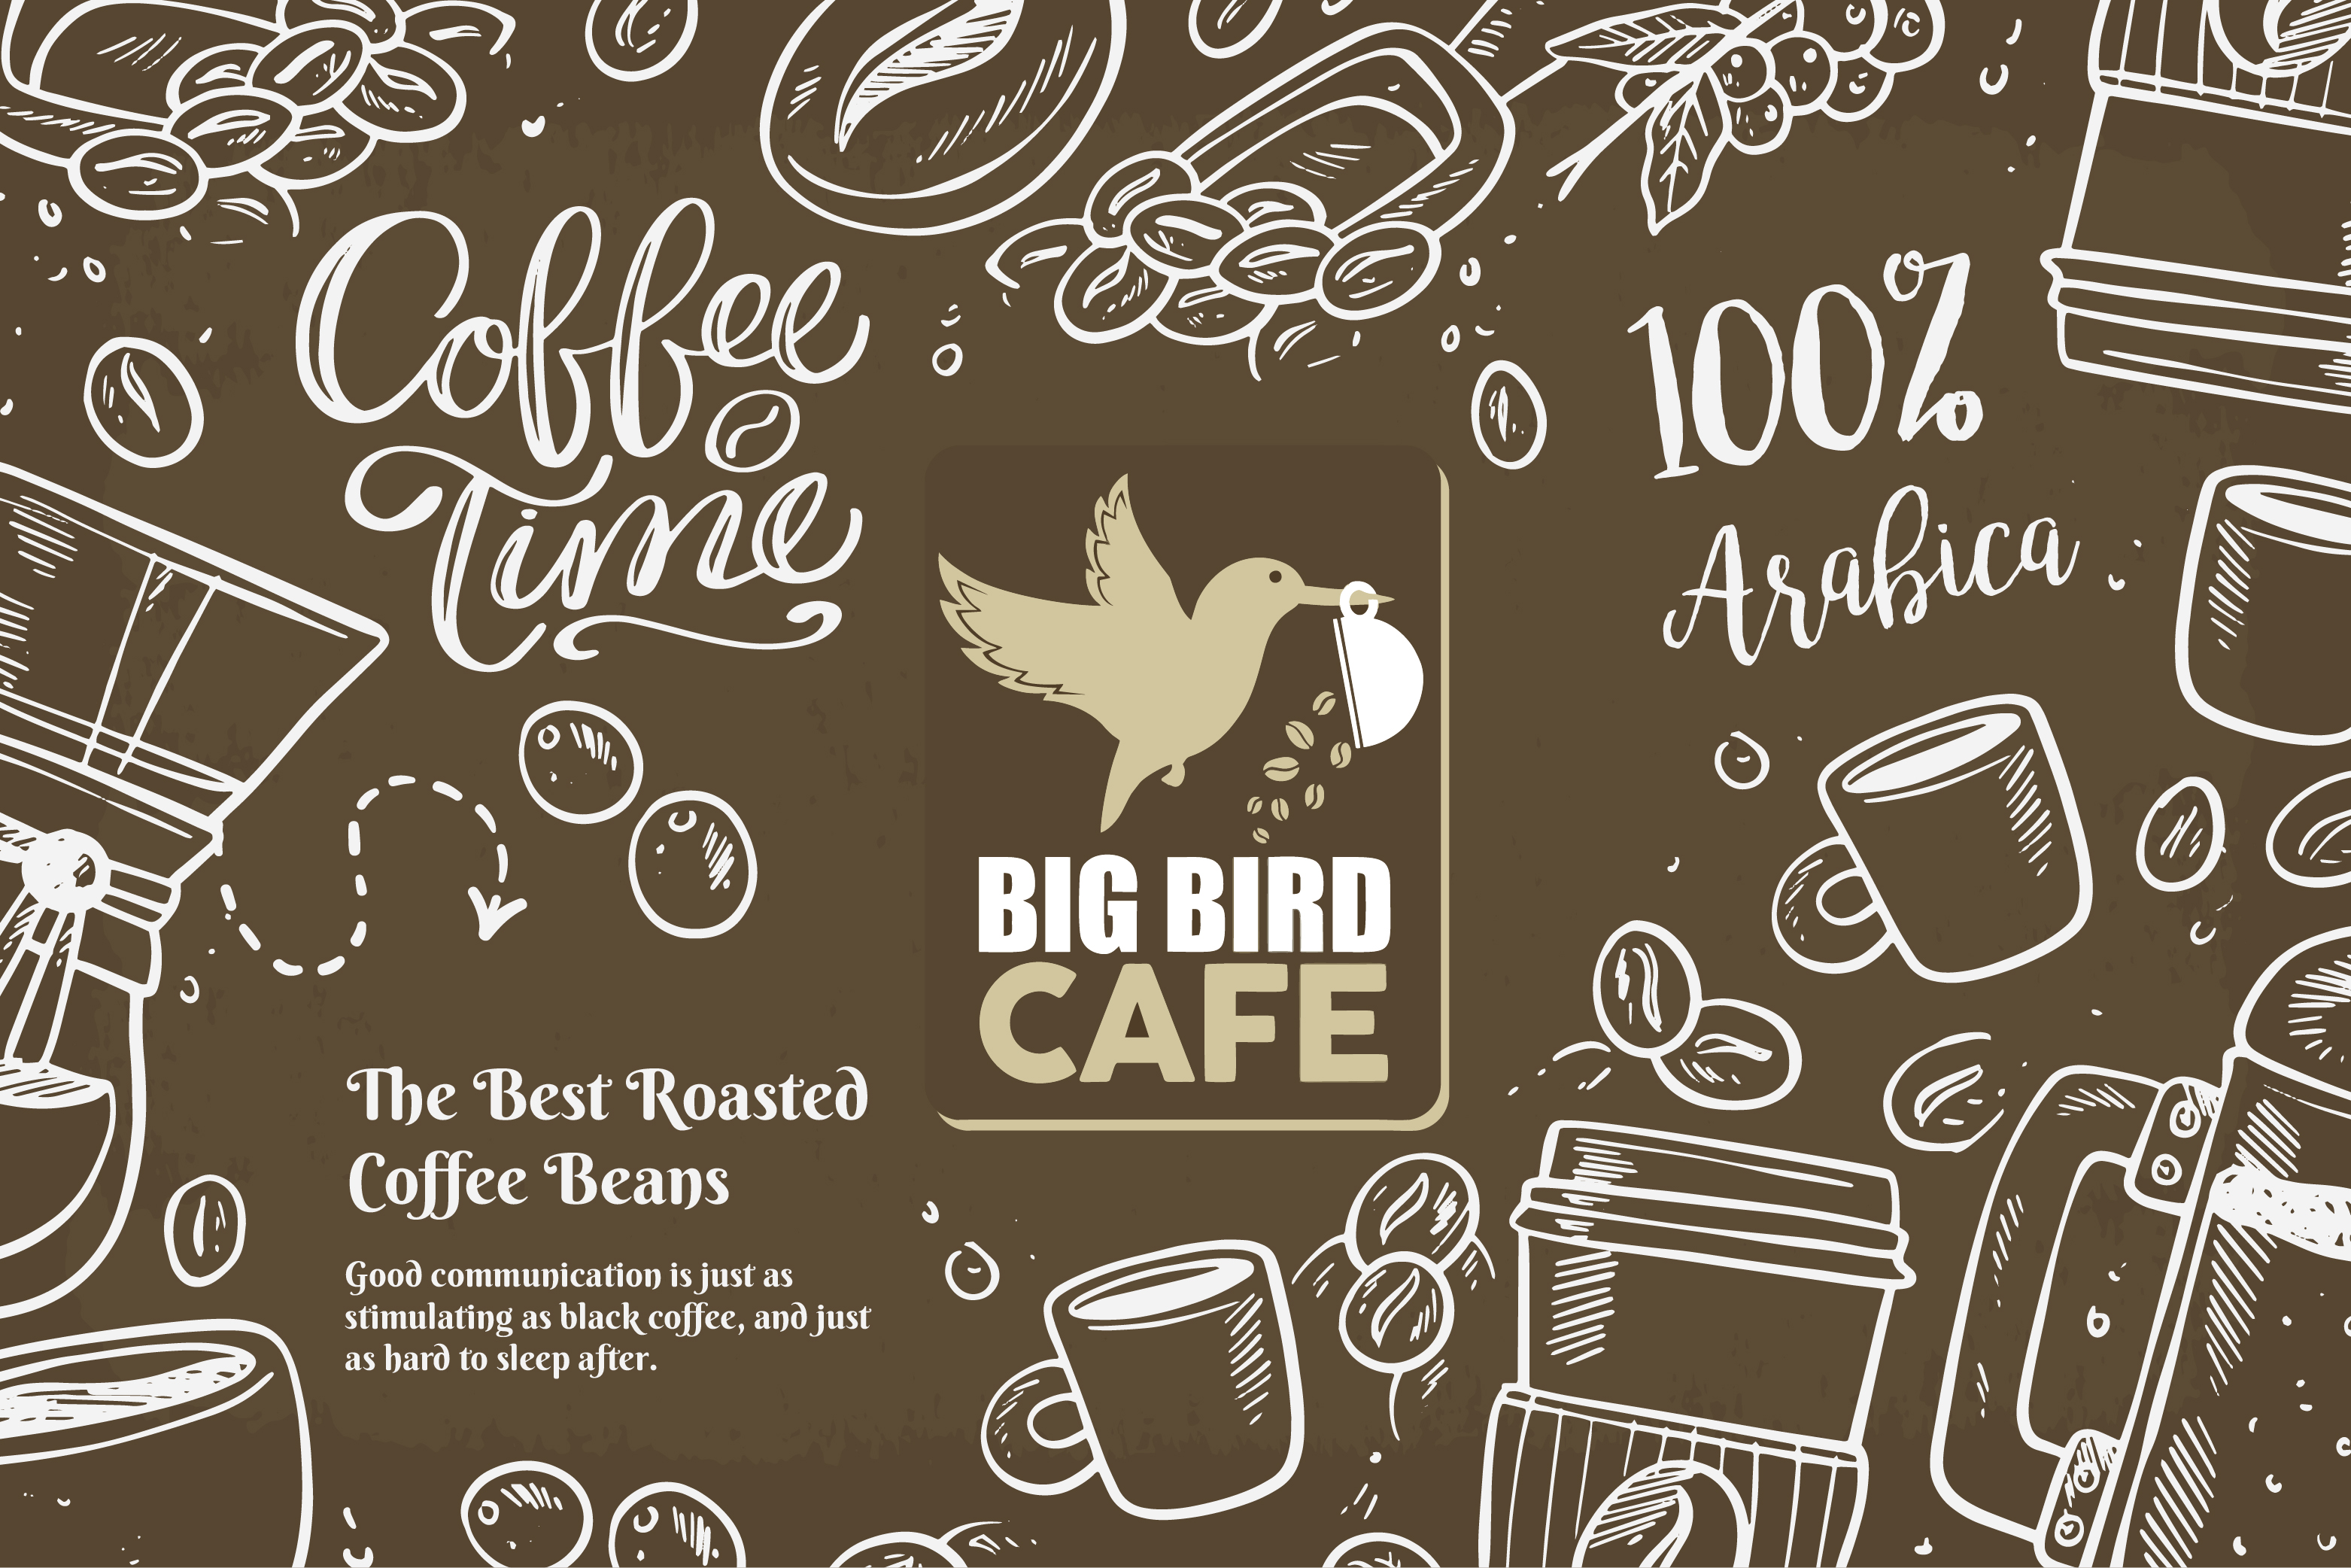 Coffee
Time
100%
Arabica
BIG BIRD
CAFE
The Best Roasted
Coffee Beans
Good communication is just as
stimulating as black coffee, and just
as hard to sleep after.